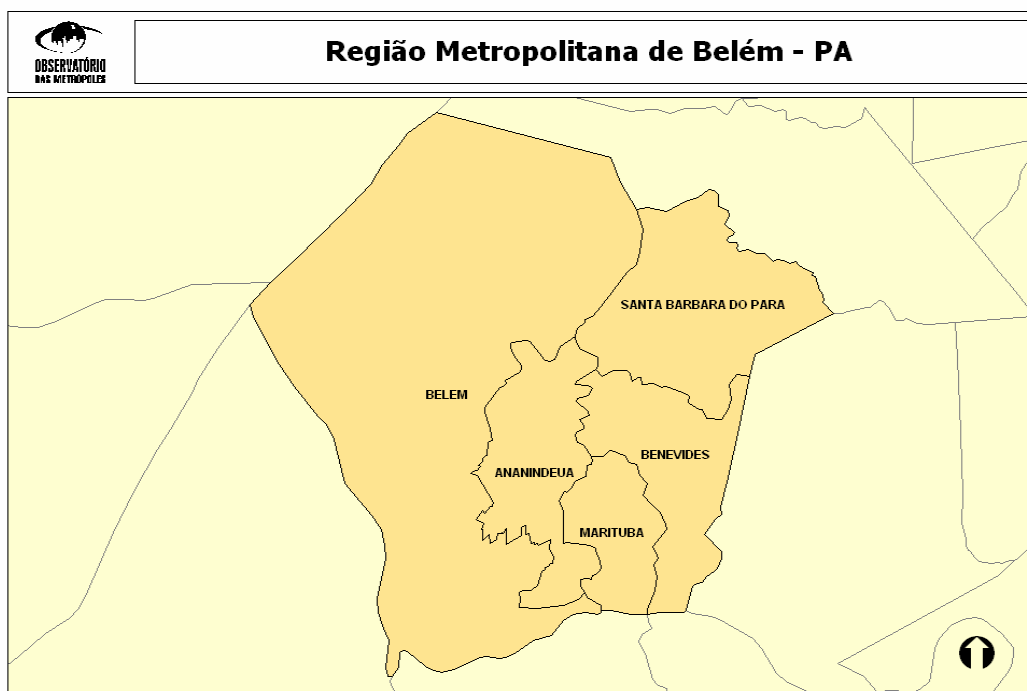 OBSERVATÓRIO
DAS METRÓPOLES
Região Metropolitana de Belém - PA
SANTA BARBARA DO PARA
BELEM
BENEVIDES
ANANINDEUA
MARITUBA